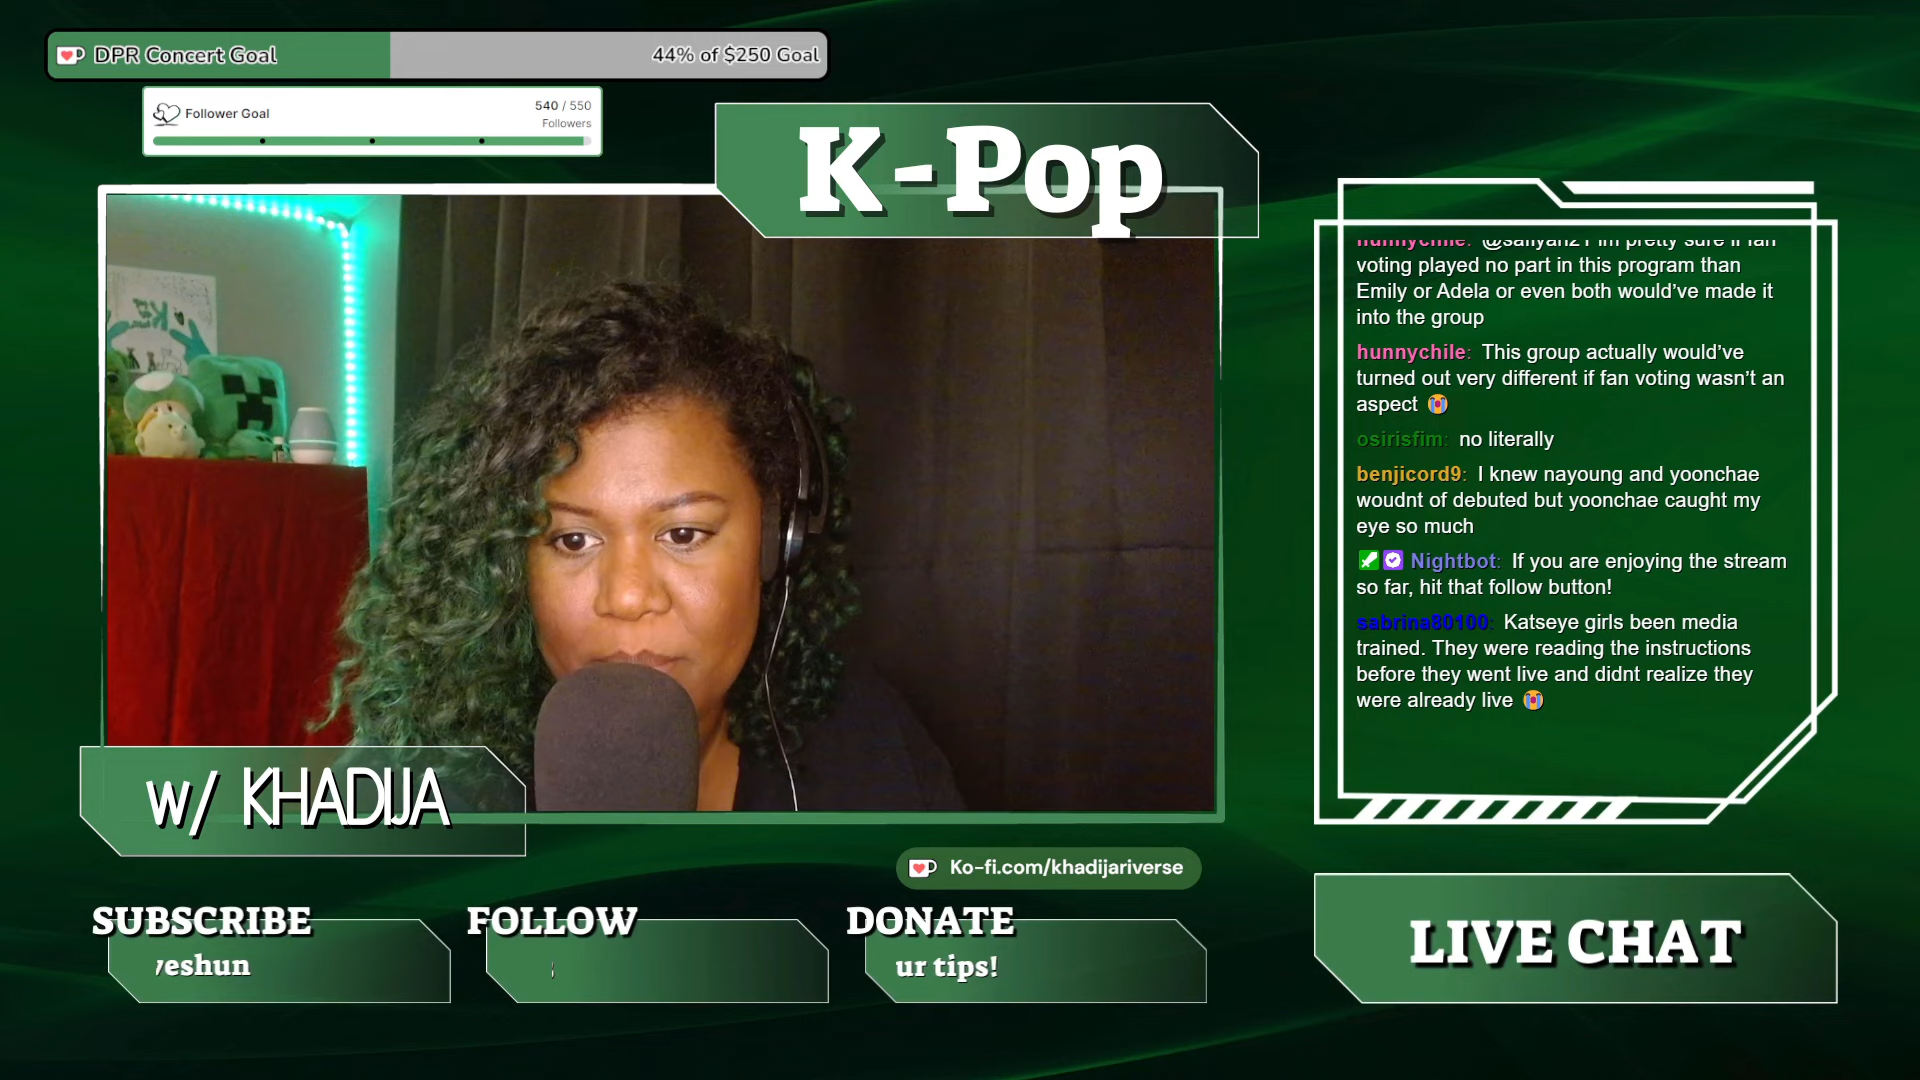 DPR Concert Goal
44% of $250 Goal
Follower Goal
540 / 550
Followers
K-Pop
voting played no part in this program than
Emily or Adela or even both would've made it
into the group
hunnychile: This group actually would've
turned out very different if fan voting wasn't an
aspect 😭
osirisfim: no literally
benjicord9: I knew nayoung and yoonchae
woudnt of debuted but yoonchae caught my
eye so much
Nightbot: If you are enjoying the stream
so far, hit that follow button!
sabrina80100: Katseye girls been media
trained. They were reading the instructions
before they went live and didnt realize they
were already live 😭
w/ KHADIJA
Ko-fi.com/khadijariverse
SUBSCRIBE
yeshun
FOLLOW
DONATE
ur tips!
LIVE CHAT